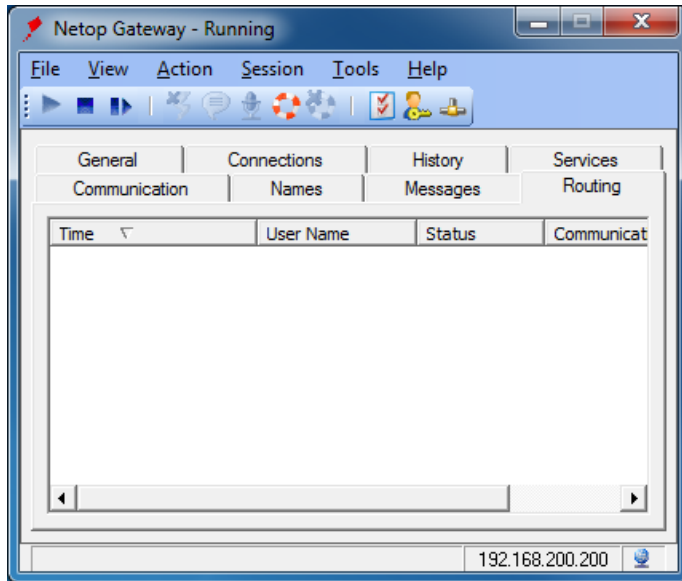 Netop Gateway - Running
File View Action Session Tools Help
General Connections History Services
Communication Names Messages Routing
Time User Name Status Communicat
192.168.200.200